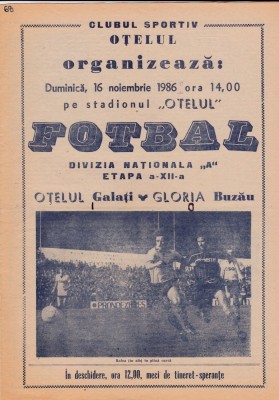 CLUBUL SPORTIV
OȚELUL
organizează:
Duminică, 16 noiembrie 1986 ora 14,00
pe stadionul „OȚELUL”
FOTBAL
DIVIZIA NATIONALA „A”
ETAPA a-XII-a
OȚELUL Galați GLORIA Buzău
1 0
În deschidere, ora 12,00, meci de tineret-speranțe